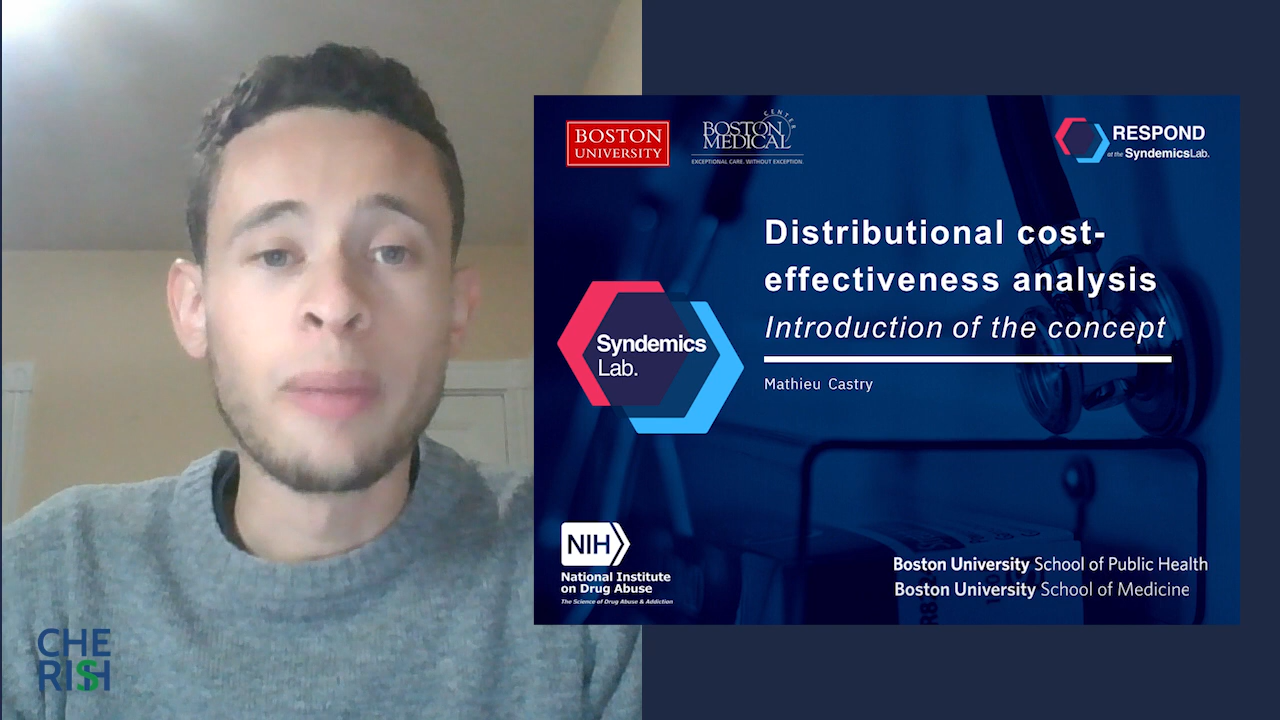 BOSTON
UNIVERSITY
BOSTON
MEDICAL
CENTER
EXCEPTIONAL CARE. WITHOUT EXCEPTION.
RESPOND
at the SyndemicsLab.
Distributional cost-
effectiveness analysis
Introduction of the concept
Mathieu Castry
Syndemics
Lab.
NIH
National Institute
on Drug Abuse
The Science of Drug Abuse & Addiction
Boston University School of Public Health
Boston University School of Medicine
CHE
RISH